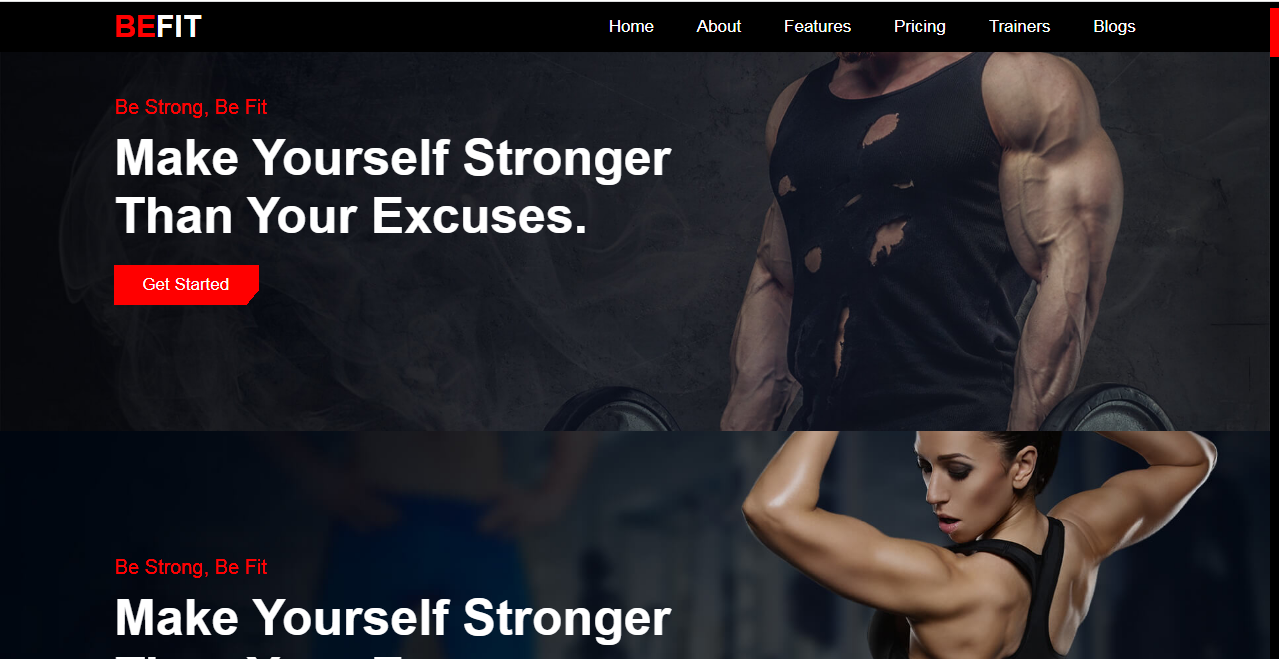 BEFIT
Home About Features Pricing Trainers Blogs
Be Strong, Be Fit
Make Yourself Stronger
Than Your Excuses.
Get Started
Be Strong, Be Fit
Make Yourself Stronger